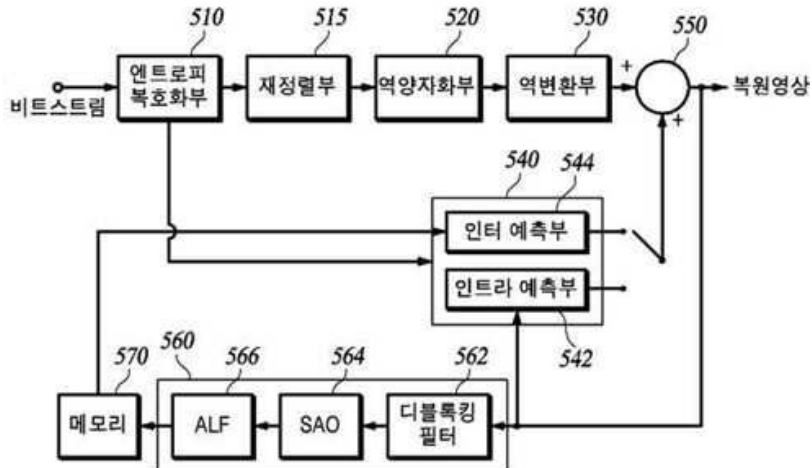 510
515
520
530
550
엔트로피
복호화부
재정렬부
역양자화부
역변환부
+
복원영상
비트스트림
+
540
544
인터 예측부
인트라 예측부
542
570
560
566
564
562
메모리
ALF
SAO
디블록킹
필터